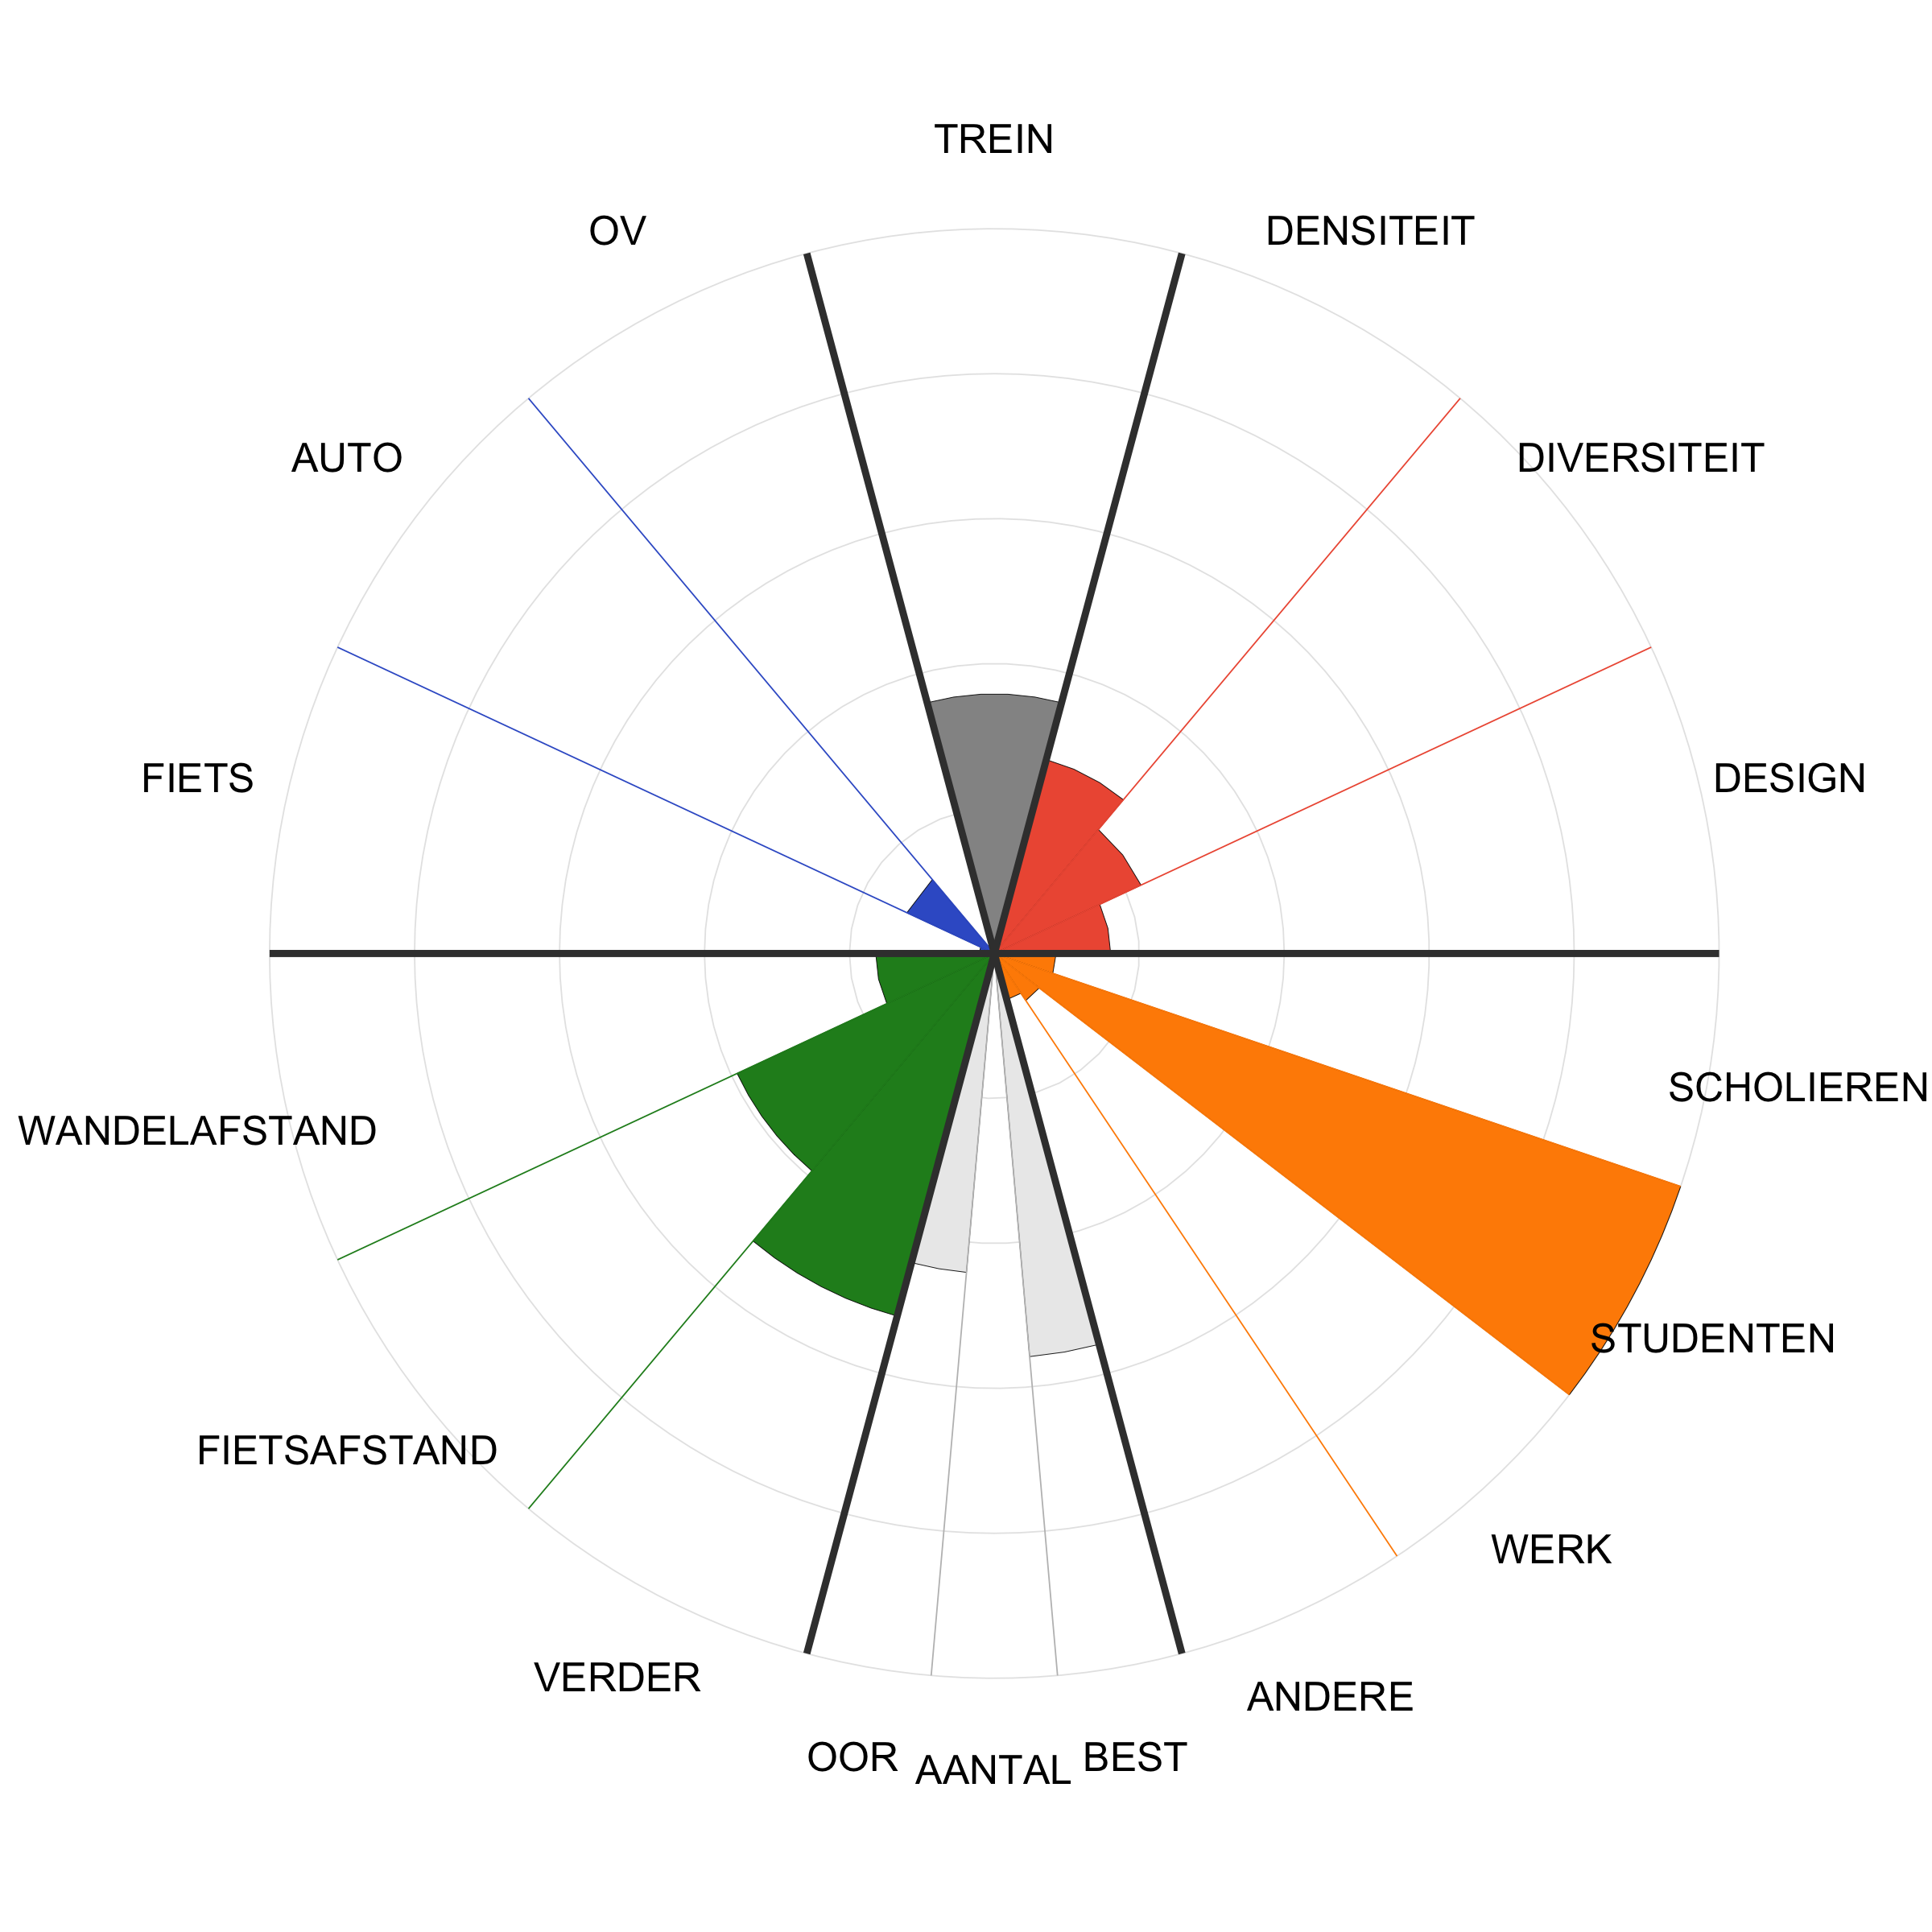 TREIN
OV
DENSITEIT
AUTO
DIVERSITEIT
FIETS
DESIGN
SCHOLIEREN
WANDELAFSTAND
STUDENTEN
FIETSAFSTAND
WERK
VERDER
ANDERE
OOR
AANTAL
BEST